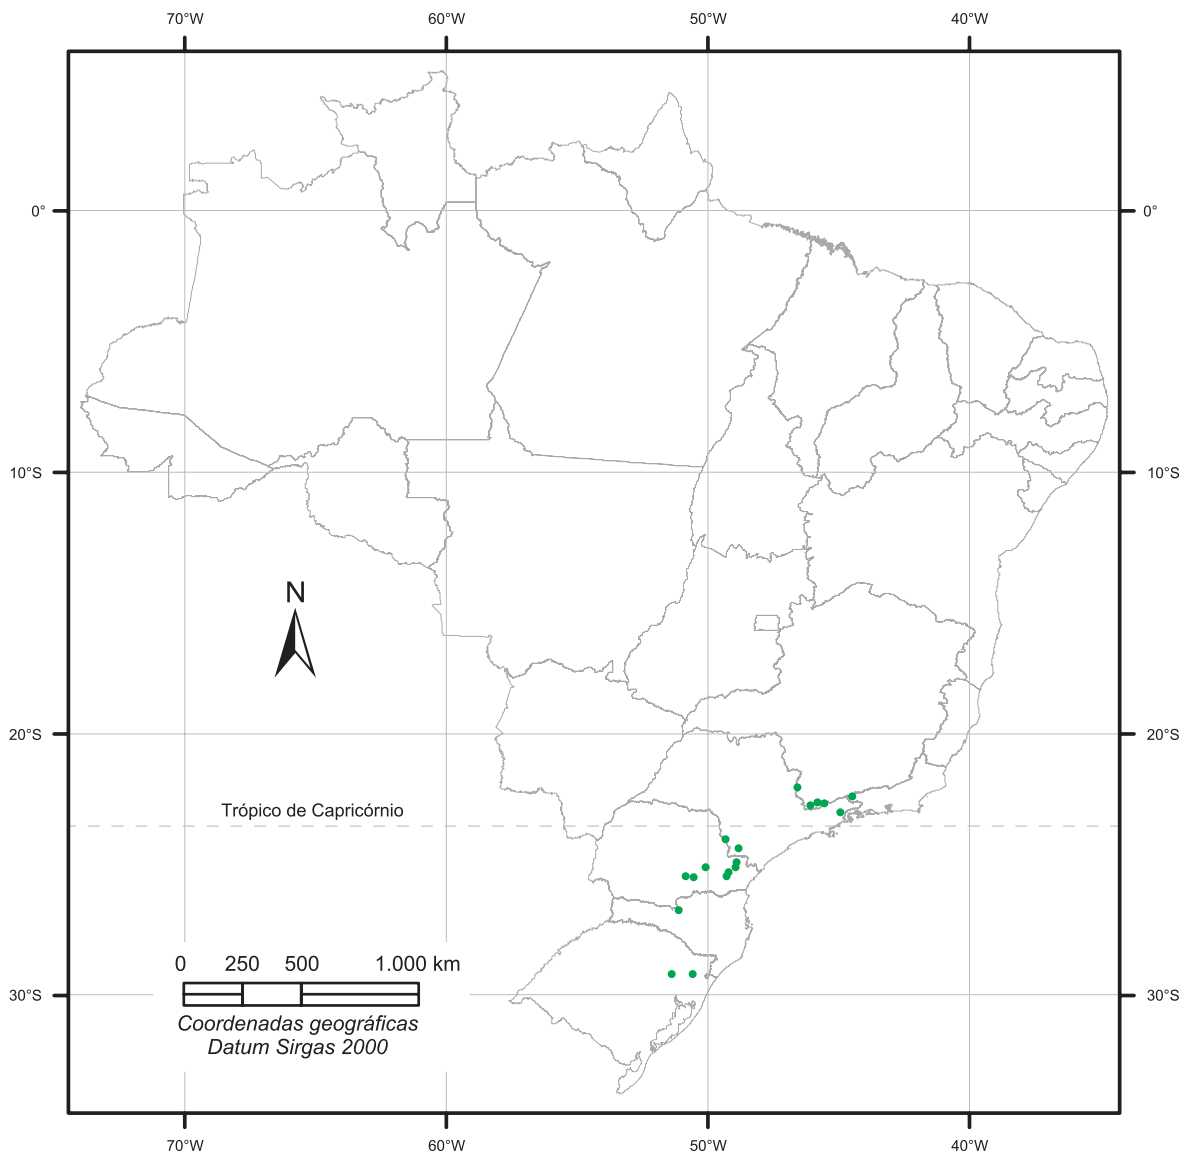 70°W 60°W 50°W 40°W
0° 0°
10°S 10°S
N
20°S 20°S
Trópico de Capricórnio
0 250 500 1.000 km
30°S 30°S
Coordenadas geográficas
Datum Sirgas 2000
70°W 60°W 50°W 40°W